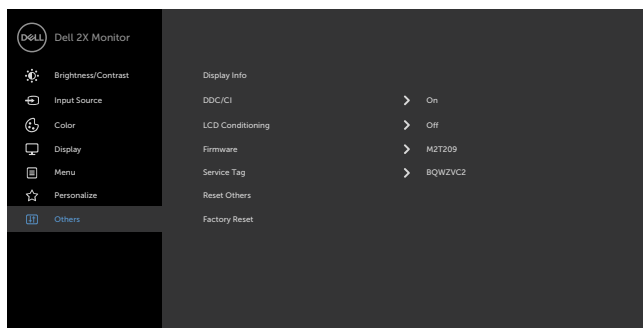 DELL Dell 2X Monitor
Brightness/Contrast Display Info
Input Source DDC/CI On
Color LCD Conditioning Off
Display Firmware M2T209
Menu Service Tag BQWZVC2
Personalize Reset Others
Others Factory Reset